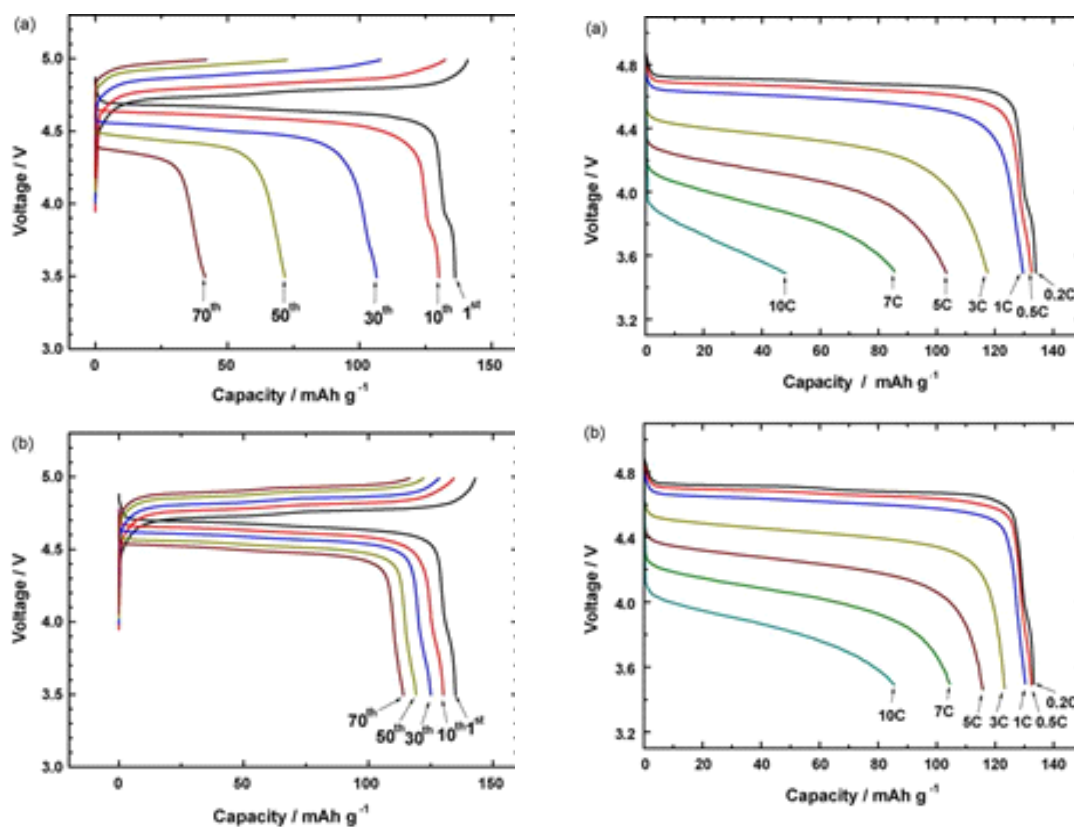 (a)
5.0
4.5
4.0
3.5
3.0
Voltage / V
70th
50th
30th
10th
1st
0
50
100
150
Capacity / mAh g-1
(a)
4.8
4.4
4.0
3.6
3.2
Voltage / V
10C
7C
5C
3C
1C
0.5C
0.2C
0
20
40
60
80
100
120
140
Capacity / mAh g-1
(b)
5.0
4.5
4.0
3.5
3.0
Voltage / V
70th
50th
30th
10th
1st
0
50
100
150
Capacity / mAh g-1
(b)
4.8
4.4
4.0
3.6
3.2
Voltage / V
10C
7C
5C
3C
1C
0.5C
0.2C
0
20
40
60
80
100
120
140
Capacity / mAh g-1